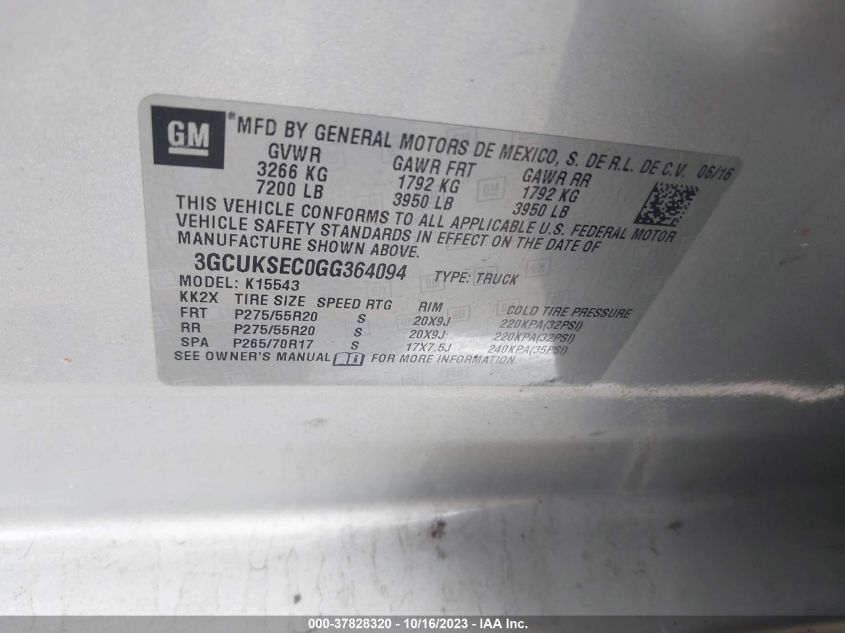 GM ®MFD BY GENERAL MOTORS DE MEXICO, S. DE R.L. DE C.V. 06/16
GVWR GAWR FRT GAWR RR
3266 KG 1792 KG 1792 KG
7200 LB 3950 LB 3950 LB
THIS VEHICLE CONFORMS TO ALL APPLICABLE U.S. FEDERAL MOTOR
VEHICLE SAFETY STANDARDS IN EFFECT ON THE DATE OF
MANUFACTURE SHOWN ABOVE.
3GCUKSEC0GG364094 TYPE: TRUCK
MODEL: K15543
KK2X TIRE SIZE SPEED RTG RIM COLD TIRE PRESSURE
FRT P275/55R20 S 20X9J 220KPA(32PSI)
RR P275/55R20 S 20X9J 220KPA(32PSI)
SPA P265/70R17 S 17X7.5J 240KPA(35PSI)
SEE OWNER'S MANUAL FOR MORE INFORMATION.
000-37828320 - 10/16/2023 - IAA Inc.